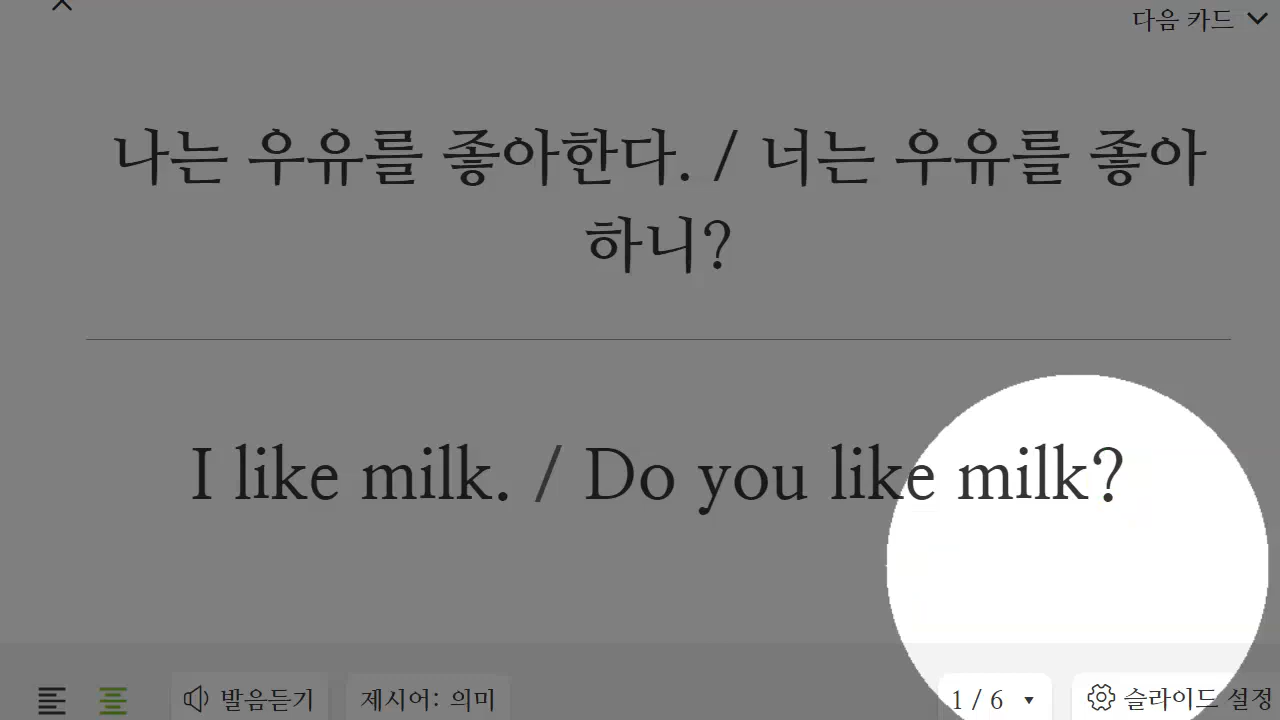 다음 카드
나는 우유를 좋아한다. / 너는 우유를 좋아
하니?
I like milk. / Do you like milk?
발음듣기
제시어: 의미
1 / 6
슬라이드 설정